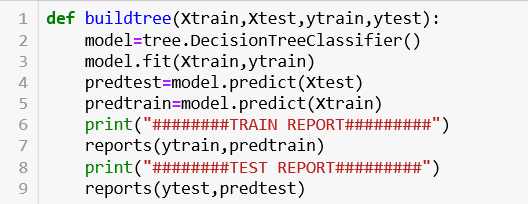 1 def buildtree(Xtrain,Xtest,ytrain,ytest):
2     model=tree.DecisionTreeClassifier()
3     model.fit(Xtrain,ytrain)
4     predtest=model.predict(Xtest)
5     predtrain=model.predict(Xtrain)
6     print("########TRAIN REPORT#########")
7     reports(ytrain,predtrain)
8     print("########TEST REPORT#########")
9     reports(ytest,predtest)